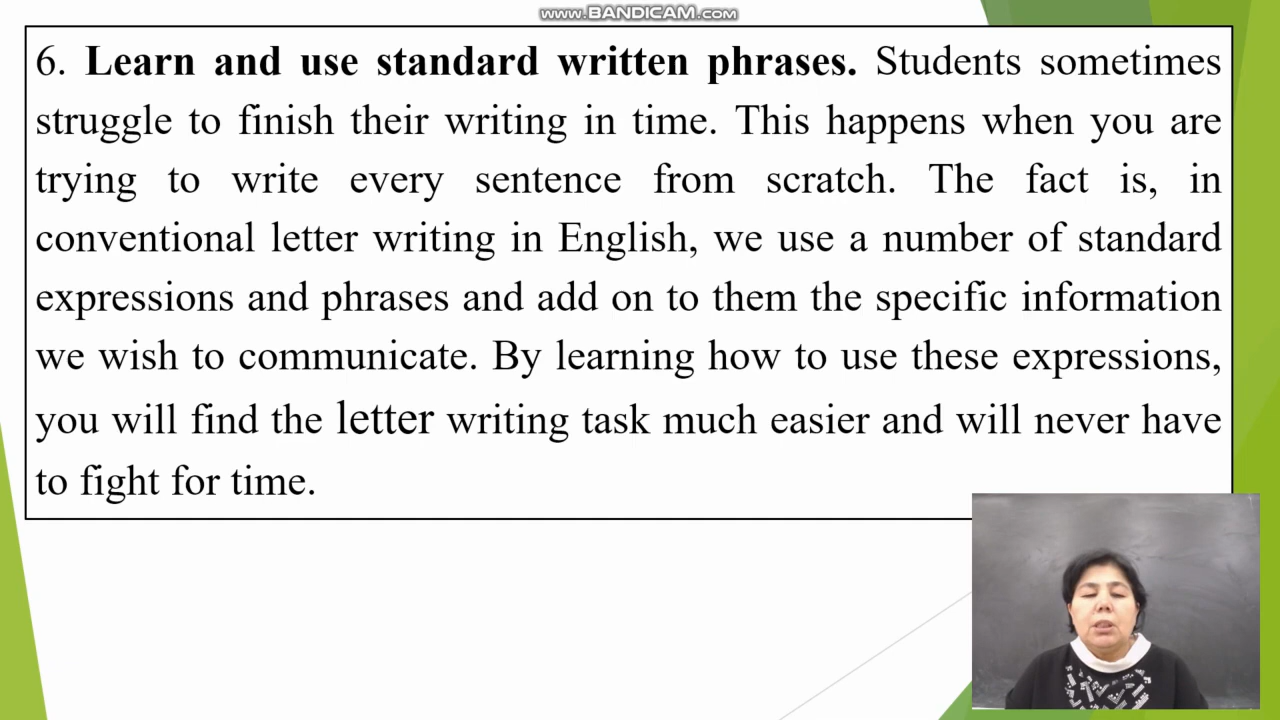 www.BANDICAM.com
6. Learn and use standard written phrases. Students sometimes
struggle to finish their writing in time. This happens when you are
trying to write every sentence from scratch. The fact is, in
conventional letter writing in English, we use a number of standard
expressions and phrases and add on to them the specific information
we wish to communicate. By learning how to use these expressions,
you will find the letter writing task much easier and will never have
to fight for time.